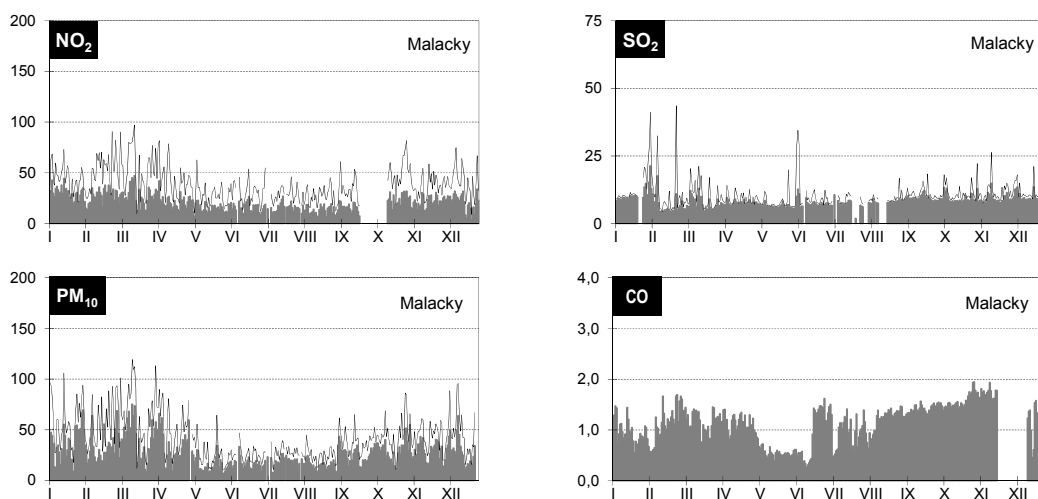 200
NO₂
Malacky
150
100
50
0
I II III IV V VI VII VIII IX X XI XII
75
SO₂
Malacky
50
25
0
I II III IV V VI VII VIII IX X XI XII
200
PM₁₀
Malacky
150
100
50
0
I II III IV V VI VII VIII IX X XI XII
4,0
CO
Malacky
3,0
2,0
1,0
0,0
I II III IV V VI VII VIII IX X XI XII